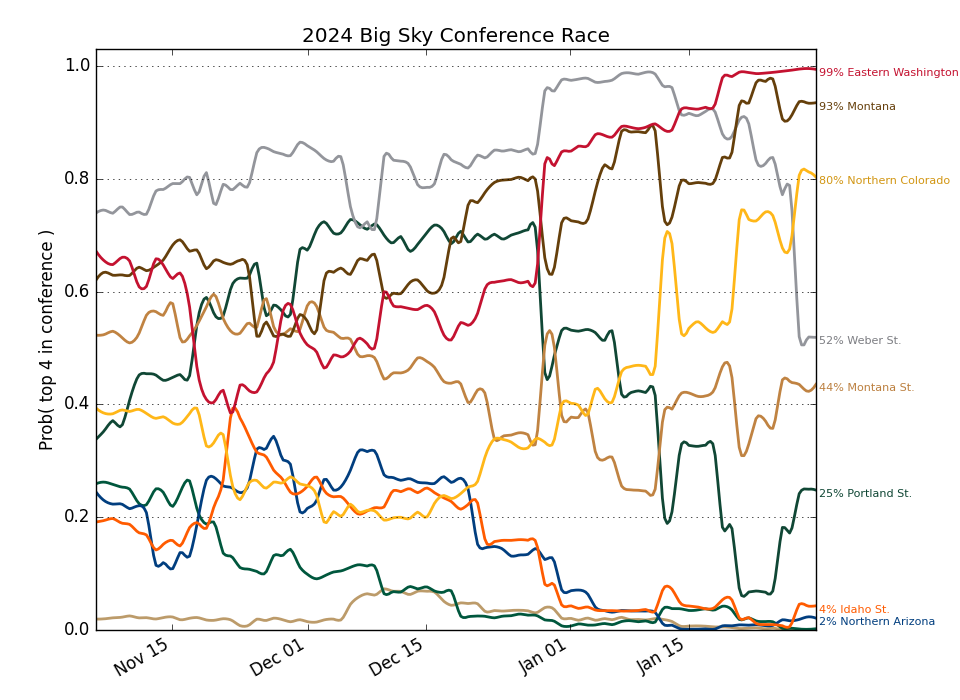 2024 Big Sky Conference Race
Prob( top 4 in conference )
1.0
0.8
0.6
0.4
0.2
0.0
Nov 15
Dec 01
Dec 15
Jan 01
Jan 15
99% Eastern Washington
93% Montana
80% Northern Colorado
52% Weber St.
44% Montana St.
25% Portland St.
4% Idaho St.
2% Northern Arizona